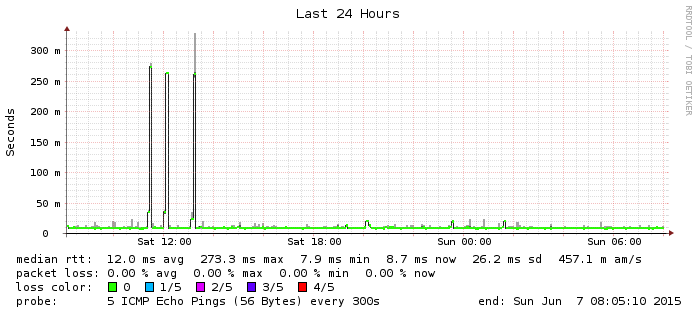 Last 24 Hours
RRDTOOL / TOBI OETIKER
Seconds
300 m
250 m
200 m
150 m
100 m
50 m
0
Sat 12:00 Sat 18:00 Sun 00:00 Sun 06:00
median rtt: 12.0 ms avg 273.3 ms max 7.9 ms min 8.7 ms now 26.2 ms sd 457.1 m am/s
packet loss: 0.00 % avg 0.00 % max 0.00 % min 0.00 % now
loss color: 0 1/5 2/5 3/5 4/5
probe: 5 ICMP Echo Pings (56 Bytes) every 300s end: Sun Jun 7 08:05:10 2015